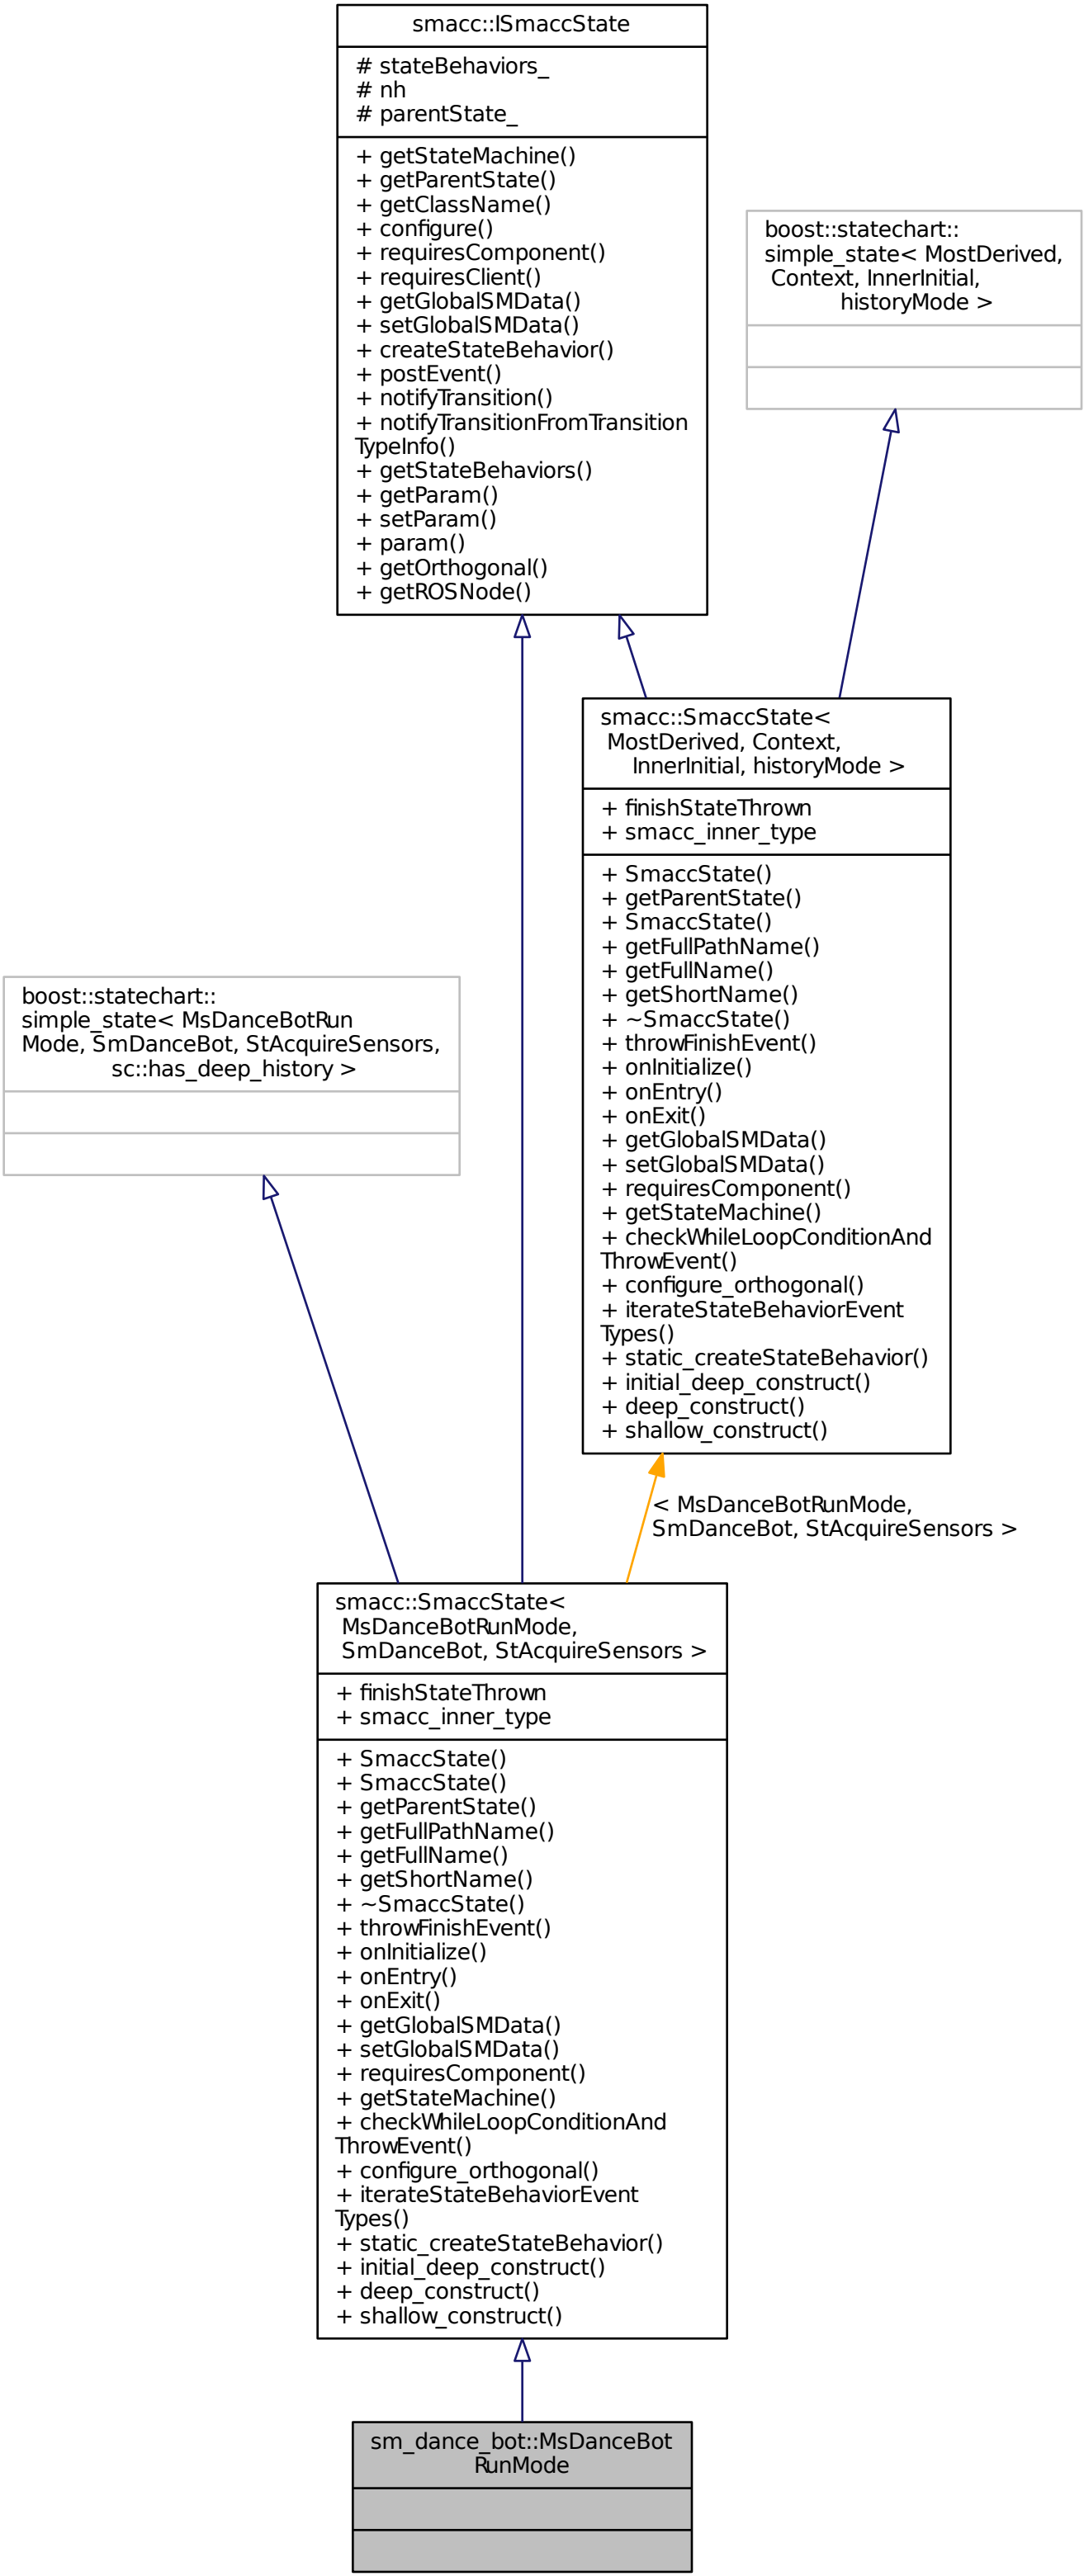 smacc::ISmaccState
# stateBehaviors_
# nh
# parentState_
+ getStateMachine()
+ getParentState()
+ getClassName()
+ configure()
+ requiresComponent()
+ requiresClient()
+ getGlobalSMData()
+ setGlobalSMData()
+ createStateBehavior()
+ postEvent()
+ notifyTransition()
+ notifyTransitionFromTransition
TypeInfo()
+ getStateBehaviors()
+ getParam()
+ setParam()
+ param()
+ getOrthogonal()
+ getROSNode()
boost::statechart::
simple_state< MostDerived,
Context, InnerInitial,
historyMode >
smacc::SmaccState<
MostDerived, Context,
InnerInitial, historyMode >
+ finishStateThrown
+ smacc_inner_type
+ SmaccState()
+ getParentState()
+ SmaccState()
+ getFullPathName()
+ getFullName()
+ getShortName()
+ ~SmaccState()
+ throwFinishEvent()
+ onInitialize()
+ onEntry()
+ onExit()
+ getGlobalSMData()
+ setGlobalSMData()
+ requiresComponent()
+ getStateMachine()
+ checkWhileLoopConditionAnd
ThrowEvent()
+ configure_orthogonal()
+ iterateStateBehaviorEvent
Types()
+ static_createStateBehavior()
+ initial_deep_construct()
+ deep_construct()
+ shallow_construct()
boost::statechart::
simple_state< MsDanceBotRun
Mode, SmDanceBot, StAcquireSensors,
sc::has_deep_history >
< MsDanceBotRunMode,
SmDanceBot, StAcquireSensors >
smacc::SmaccState<
MsDanceBotRunMode,
SmDanceBot, StAcquireSensors >
+ finishStateThrown
+ smacc_inner_type
+ SmaccState()
+ SmaccState()
+ getParentState()
+ getFullPathName()
+ getFullName()
+ getShortName()
+ ~SmaccState()
+ throwFinishEvent()
+ onInitialize()
+ onEntry()
+ onExit()
+ getGlobalSMData()
+ setGlobalSMData()
+ requiresComponent()
+ getStateMachine()
+ checkWhileLoopConditionAnd
ThrowEvent()
+ configure_orthogonal()
+ iterateStateBehaviorEvent
Types()
+ static_createStateBehavior()
+ initial_deep_construct()
+ deep_construct()
+ shallow_construct()
sm_dance_bot::MsDanceBot
RunMode